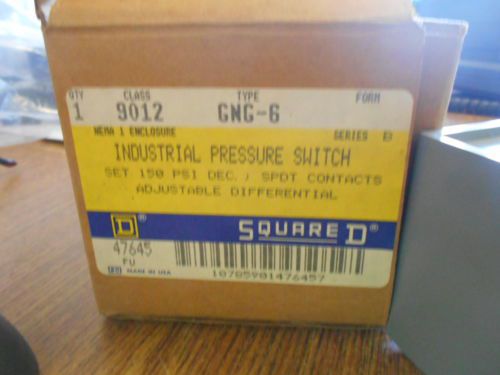 QTY CLASS TYPE FORM
1 9012 GNG-6
NEMA 1 ENCLOSURE SERIES B
INDUSTRIAL PRESSURE SWITCH
SET 150 PSI DEC./ SPDT CONTACTS
ADJUSTABLE DIFFERENTIAL
D® SQUARE D®
47645
FU
MADE IN USA
10785901476457